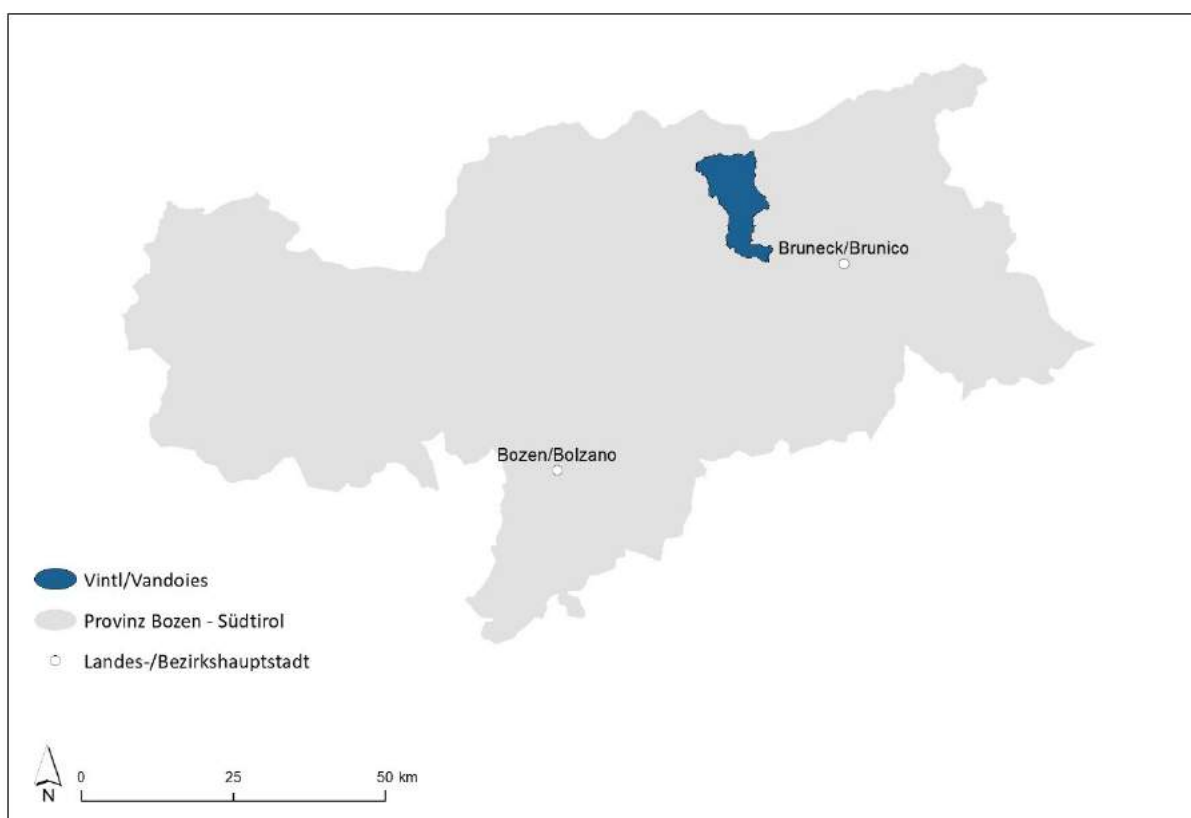 Bruneck/Brunico
Bozen/Bolzano
Vintl/Vandoies
Provinz Bozen - Südtirol
Landes-/Bezirkshauptstadt
N
0 25 50 km